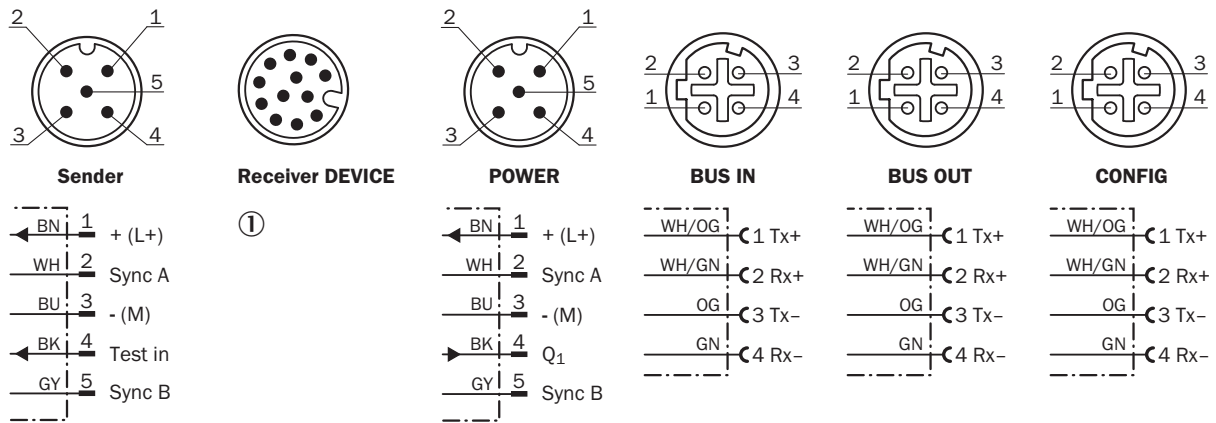 2 1
5
3 4
Sender
BN 1 + (L+)
WH 2 Sync A
BU 3 - (M)
BK 4 Test in
GY 5 Sync B
Receiver DEVICE
①
2 1
5
3 4
POWER
BN 1 + (L+)
WH 2 Sync A
BU 3 - (M)
BK 4 Q₁
GY 5 Sync B
2 3
1 4
BUS IN
WH/OG 1 Tx+
WH/GN 2 Rx+
OG 3 Tx–
GN 4 Rx–
2 3
1 4
BUS OUT
WH/OG 1 Tx+
WH/GN 2 Rx+
OG 3 Tx–
GN 4 Rx–
2 3
1 4
CONFIG
WH/OG 1 Tx+
WH/GN 2 Rx+
OG 3 Tx–
GN 4 Rx–